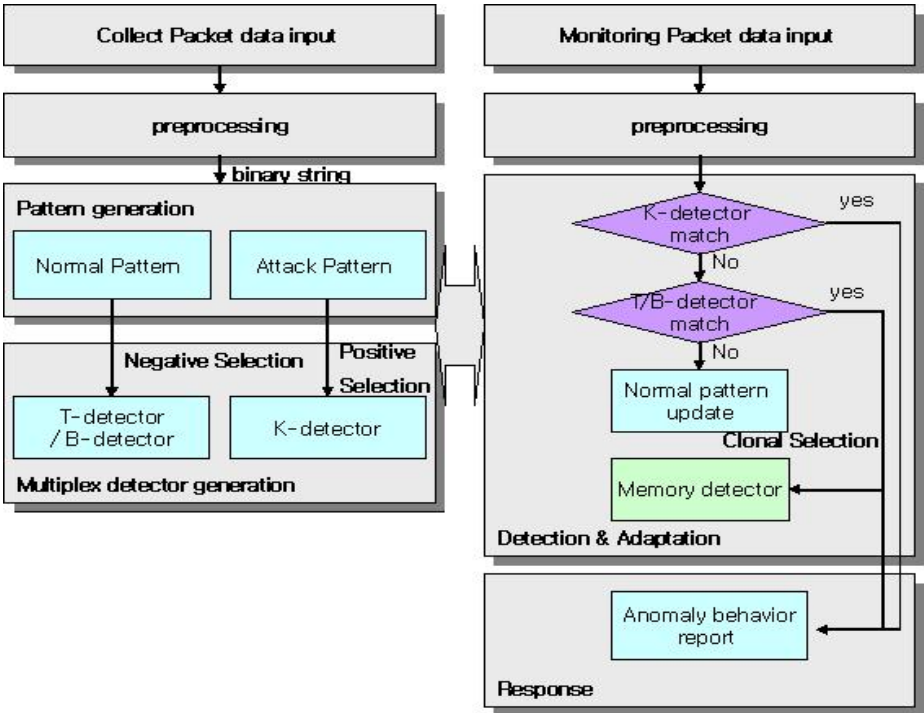 Collect Packet data input
preprocessing
binary string
Pattern generation
Normal Pattern
Attack Pattern
Negative Selection
Positive
Selection
T-detector
/ B-detector
K-detector
Multiplex detector generation
Monitoring Packet data input
preprocessing
K-detector
match
yes
No
T/B-detector
match
yes
No
Normal pattern
update
Clonal Selection
Memory detector
Detection & Adaptation
Anomaly behavior
report
Response